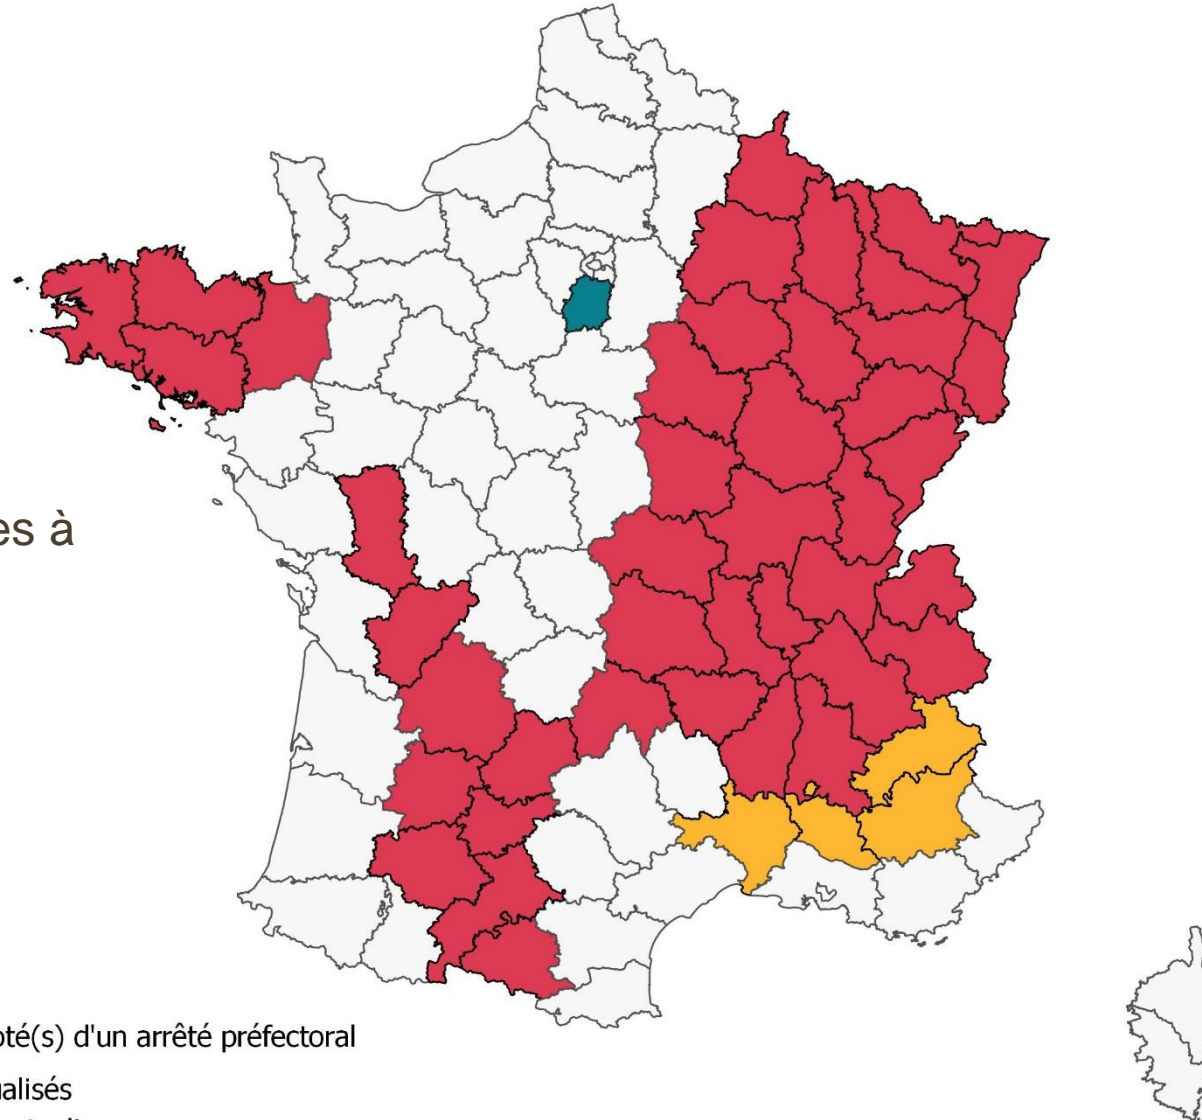 es à
oté(s) d'un arrêté préfectoral
ualisés